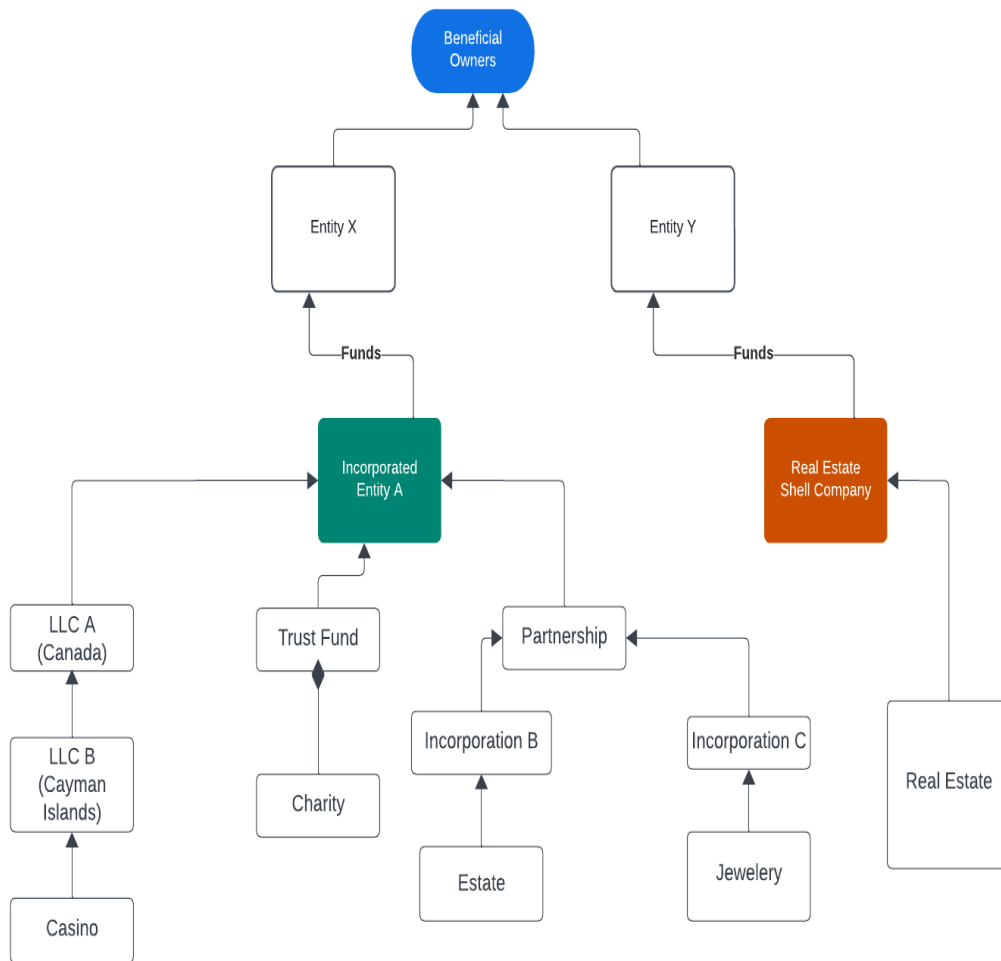 Beneficial
Owners
Entity X
Entity Y
Funds
Funds
Incorporated
Entity A
Real Estate
Shell Company
LLC A
(Canada)
Trust Fund
Partnership
LLC B
(Cayman
Islands)
Incorporation B
Incorporation C
Real Estate
Charity
Estate
Jewelery
Casino